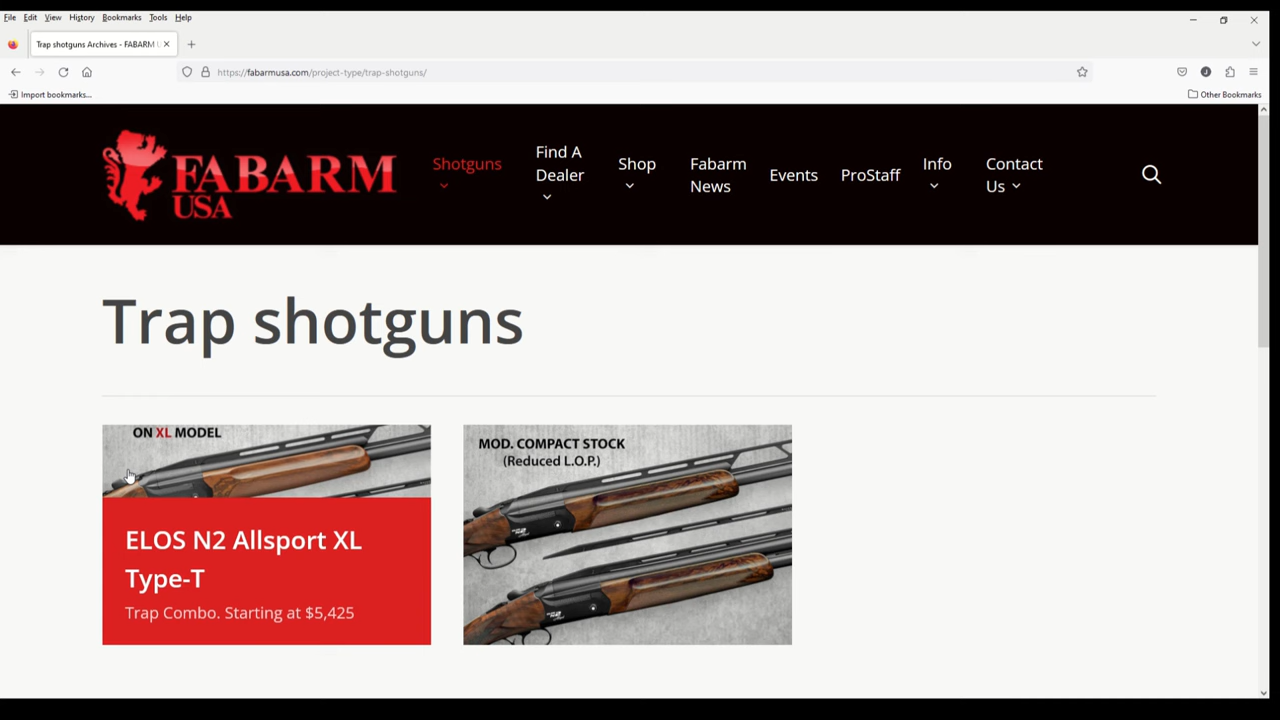 File Edit View History Bookmarks Tools Help
Trap shotguns Archives - FABARM U
https://fabarmusa.com/project-type/trap-shotguns/
Import bookmarks...
Other Bookmarks
FABARM
USA
Shotguns
Find A
Dealer
Shop
Fabarm
News
Events
ProStaff
Info
Contact
Us
Trap shotguns
ON XL MODEL
ELOS N2 Allsport XL
Type-T
Trap Combo. Starting at $5,425
MOD. COMPACT STOCK
(Reduced L.O.P.)